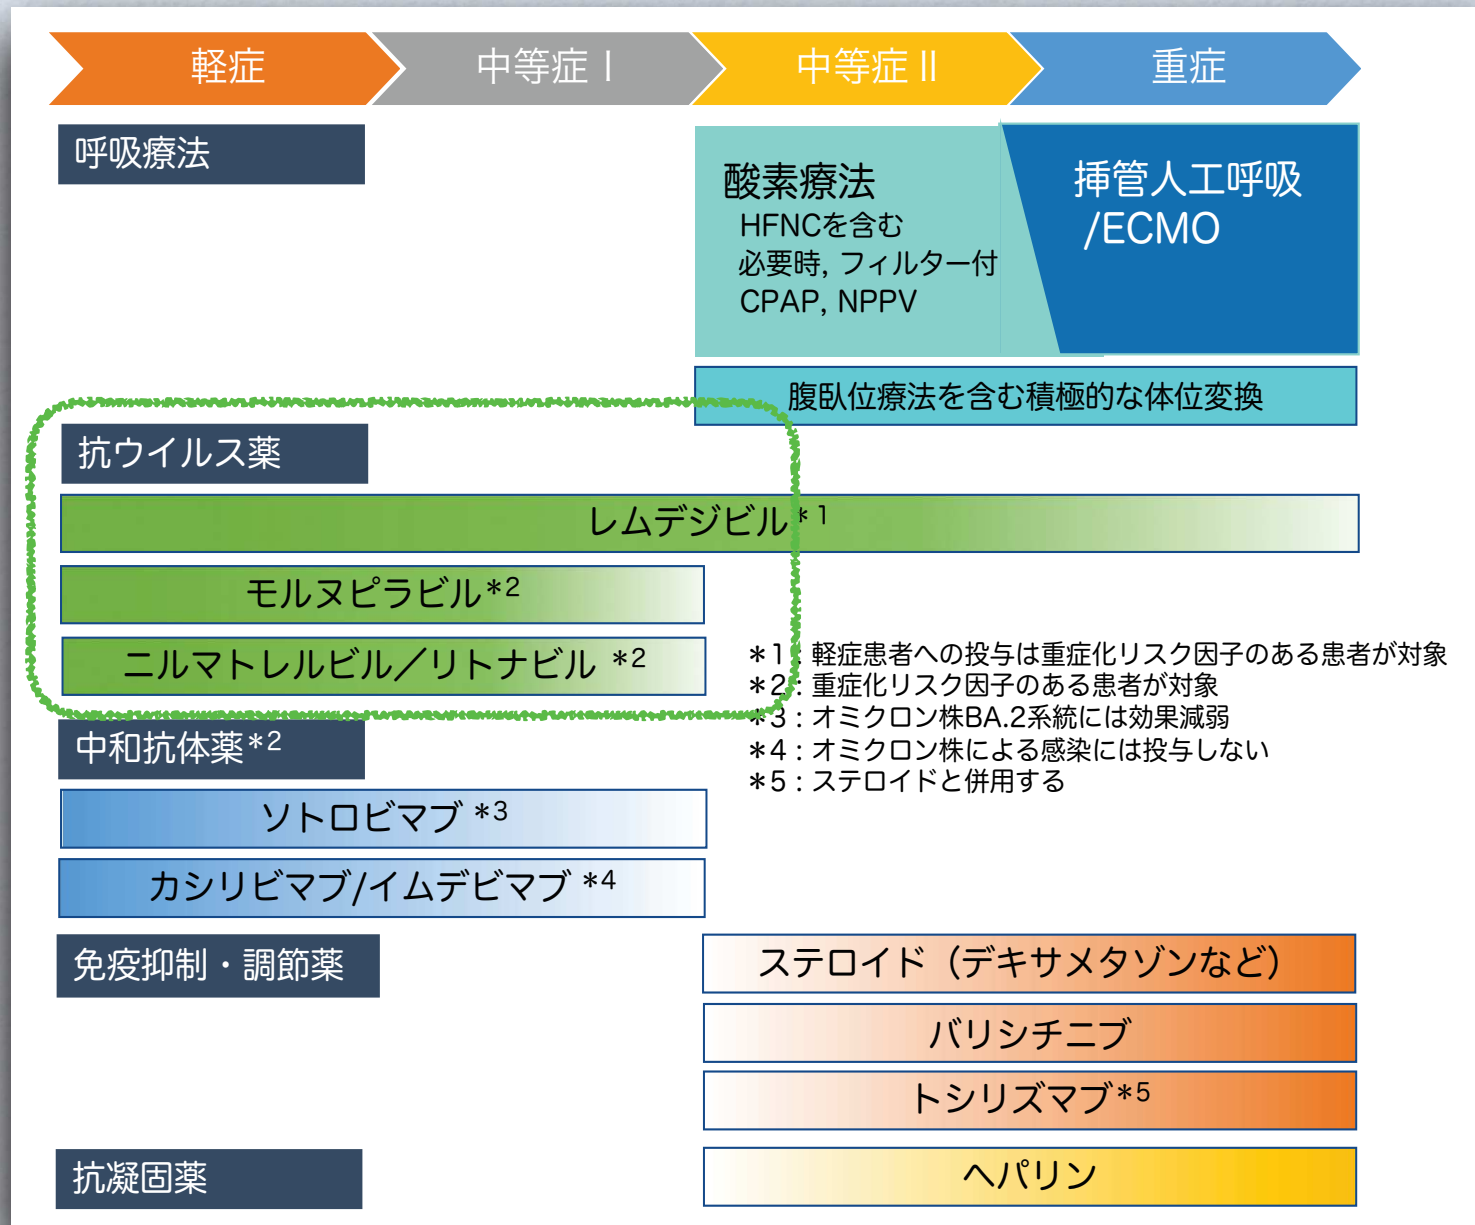 軽症
中等症 I
中等症 II
重症
呼吸療法
酸素療法
HFNCを含む
必要時, フィルター付
CPAP, NPPV
挿管人工呼吸
/ECMO
腹臥位療法を含む積極的な体位変換
抗ウイルス薬
レムデジビル*1
モルヌピラビル*2
ニルマトレルビル／リトナビル *2
*1：軽症患者への投与は重症化リスク因子のある患者が対象
*2：重症化リスク因子のある患者が対象
*3：オミクロン株BA.2系統には効果減弱
*4：オミクロン株による感染には投与しない
*5：ステロイドと併用する
中和抗体薬*2
ソトロビマブ *3
カシリビマブ/イムデビマブ *4
免疫抑制・調節薬
ステロイド（デキサメタゾンなど）
バリシチニブ
トシリズマブ*5
抗凝固薬
ヘパリン